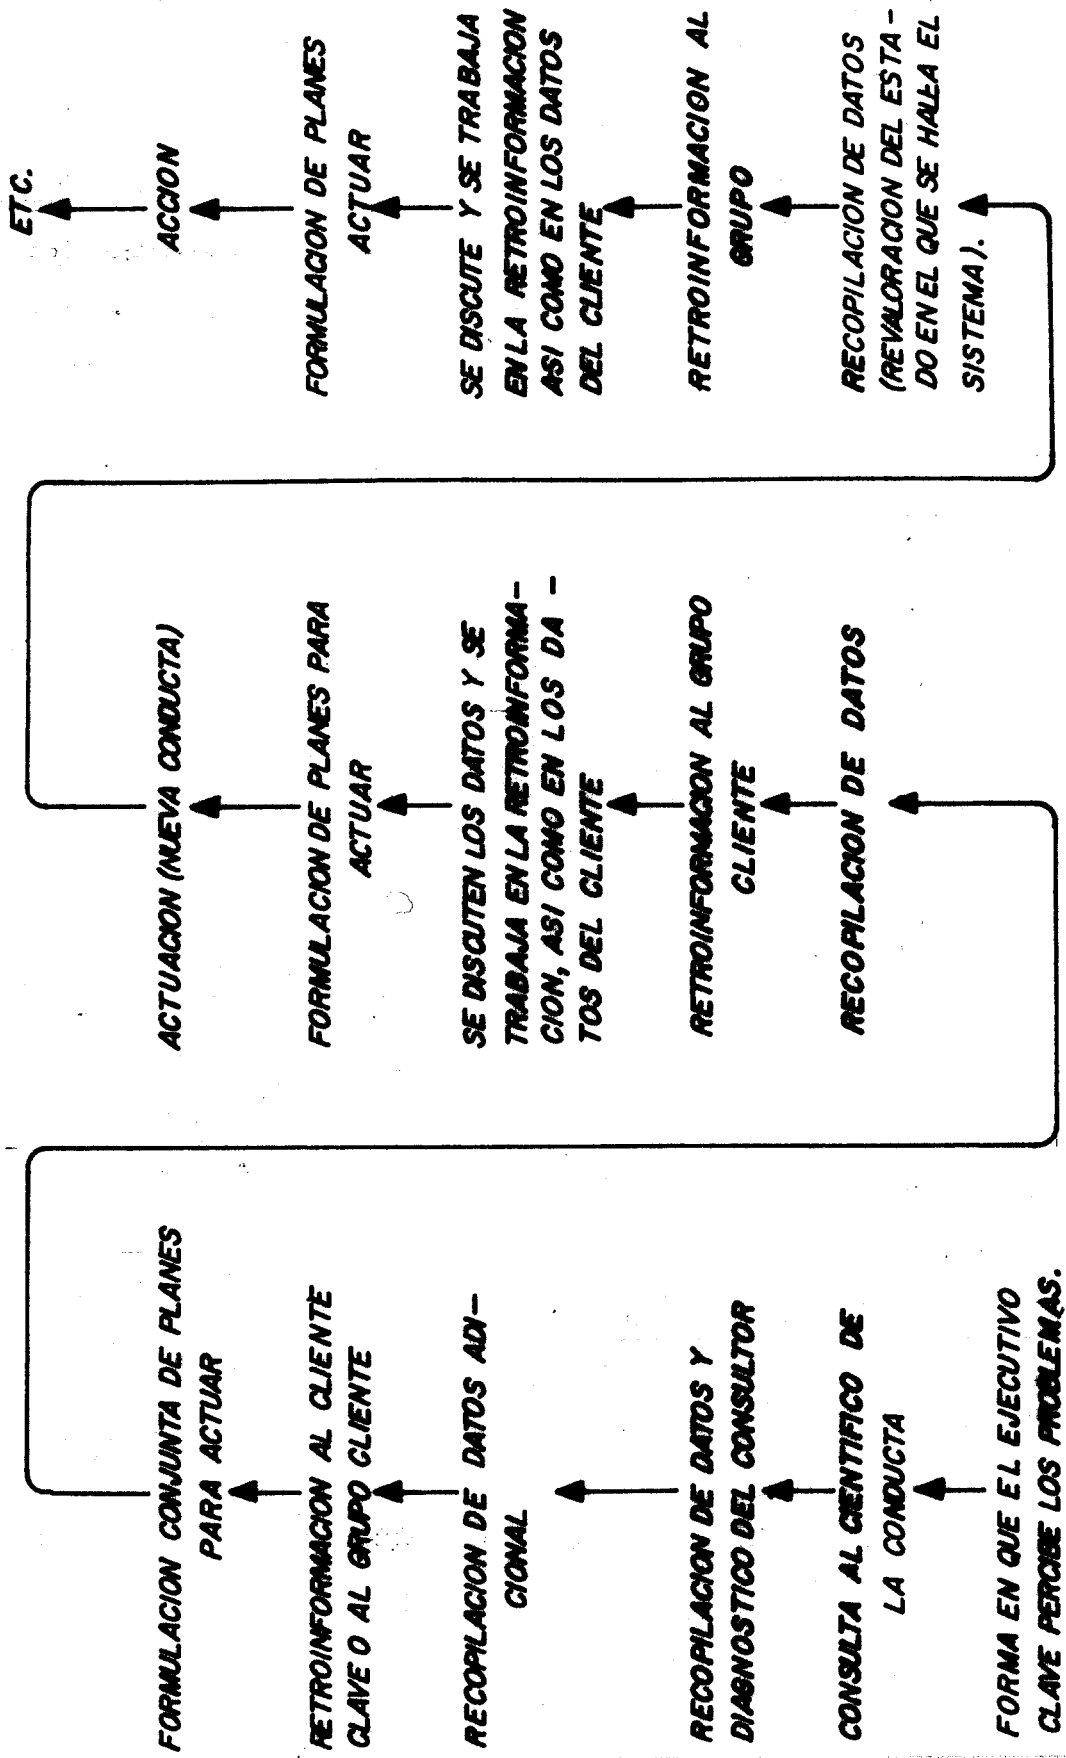 FORMULACION CONJUNTA DE PLANES
PARA ACTUAR
RETROINFORMACION AL CLIENTE
CLAVE O AL GRUPO CLIENTE
RECOPILACION DE DATOS ADI-
CIONAL
RECOPILACION DE DATOS Y
DIAGNOSTICO DEL CONSULTOR
CONSULTA AL CIENTIFICO DE
LA CONDUCTA
FORMA EN QUE EL EJECUTIVO
CLAVE PERCIBE LOS PROBLEMAS.
ACTUACION (NUEVA CONDUCTA)
FORMULACION DE PLANES PARA
ACTUAR
SE DISCUTEN LOS DATOS Y SE
TRABAJA EN LA RETROINFORMA-
CION, ASI COMO EN LOS DA -
TOS DEL CLIENTE
RETROINFORMACION AL GRUPO
CLIENTE
RECOPILACION DE DATOS
ETC.
ACCION
FORMULACION DE PLANES
ACTUAR
SE DISCUTE Y SE TRABAJA
EN LA RETROINFORMACION
ASI COMO EN LOS DATOS
DEL CLIENTE
RETROINFORMACION AL
GRUPO
RECOPILACION DE DATOS
(REVALORACION DEL ESTA-
DO EN EL QUE SE HALLA EL
SISTEMA).